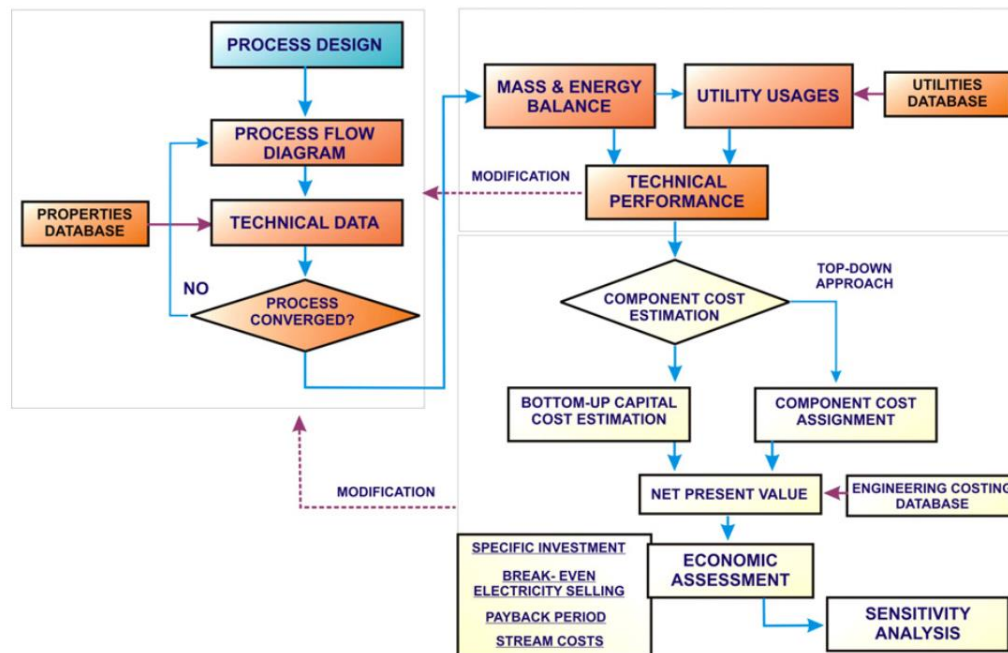 PROCESS DESIGN
PROCESS FLOW
DIAGRAM
PROPERTIES
DATABASE
TECHNICAL DATA
NO
PROCESS
CONVERGED?
MASS & ENERGY
BALANCE
UTILITY USAGES
UTILITIES
DATABASE
MODIFICATION
TECHNICAL
PERFORMANCE
TOP-DOWN
APPROACH
COMPONENT COST
ESTIMATION
BOTTOM-UP CAPITAL
COST ESTIMATION
COMPONENT COST
ASSIGNMENT
MODIFICATION
NET PRESENT VALUE
ENGINEERING COSTING
DATABASE
SPECIFIC INVESTMENT
BREAK- EVEN
ELECTRICITY SELLING
PAYBACK PERIOD
STREAM COSTS
ECONOMIC
ASSESSMENT
SENSITIVITY
ANALYSIS